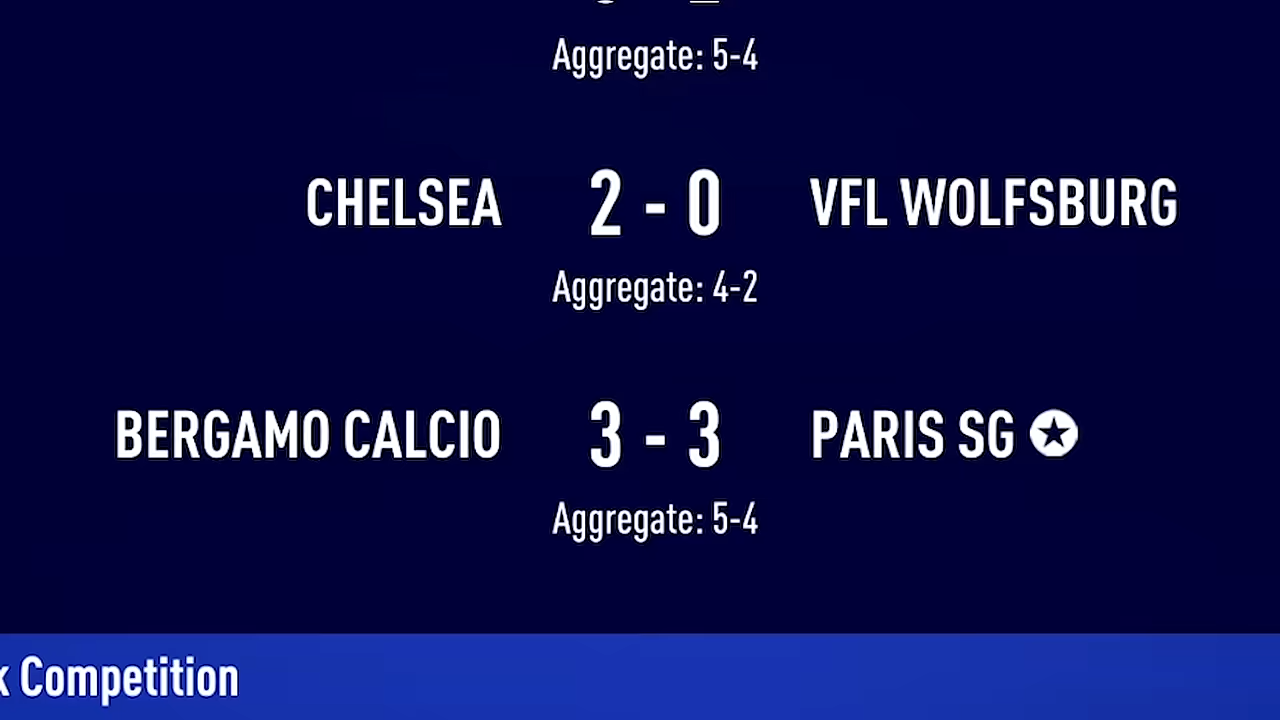 Aggregate: 5-4
CHELSEA 2 - 0 VFL WOLFSBURG
Aggregate: 4-2
BERGAMO CALCIO 3 - 3 PARIS SG
Aggregate: 5-4
Competition